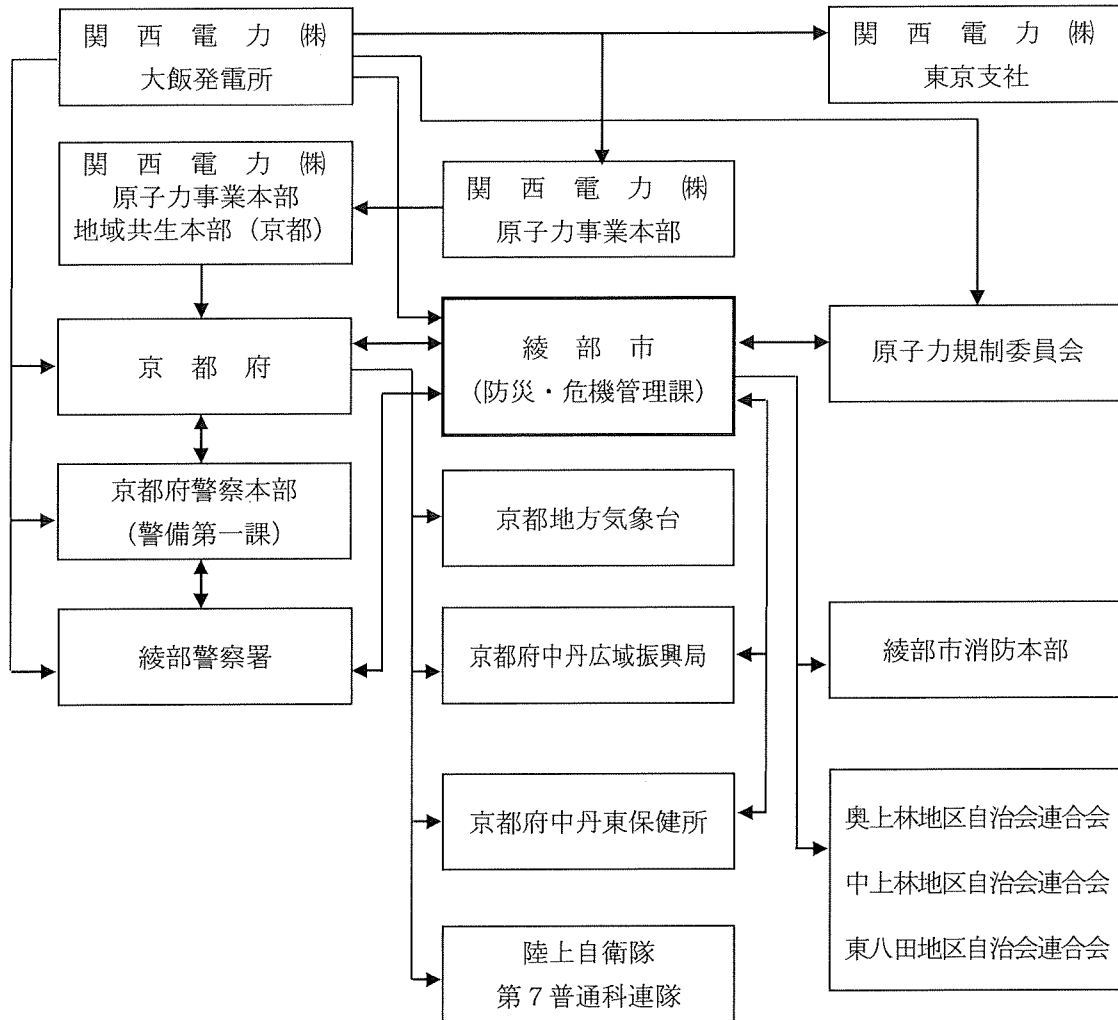 関西電力㈱
大飯発電所
関西電力㈱
東京支社
関西電力㈱
原子力事業本部
地域共生本部（京都）
関西電力㈱
原子力事業本部
京都府
綾部市
（防災・危機管理課）
原子力規制委員会
京都府警察本部
（警備第一課）
京都地方気象台
綾部警察署
京都府中丹広域振興局
綾部市消防本部
京都府中丹東保健所
奥上林地区自治会連合会
中上林地区自治会連合会
東八田地区自治会連合会
陸上自衛隊
第７普通科連隊